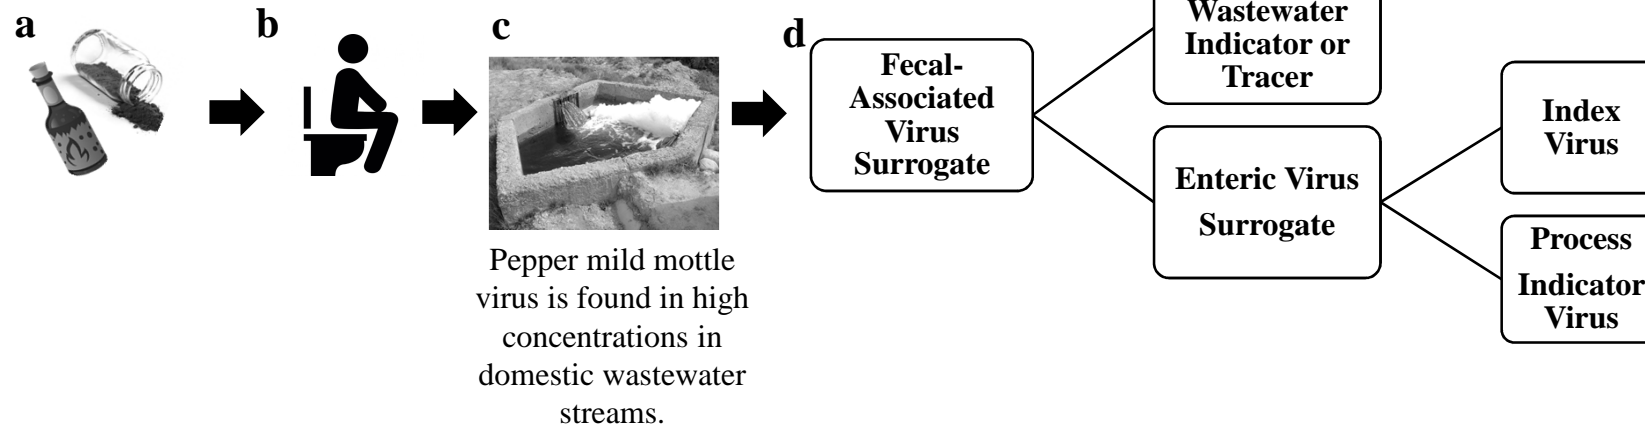 a
b
c
d
Pepper mild mottle
virus is found in high
concentrations in
domestic wastewater
streams.
Fecal-
Associated
Virus
Surrogate
Wastewater
Indicator or
Tracer
Enteric Virus
Surrogate
Index
Virus
Process
Indicator
Virus